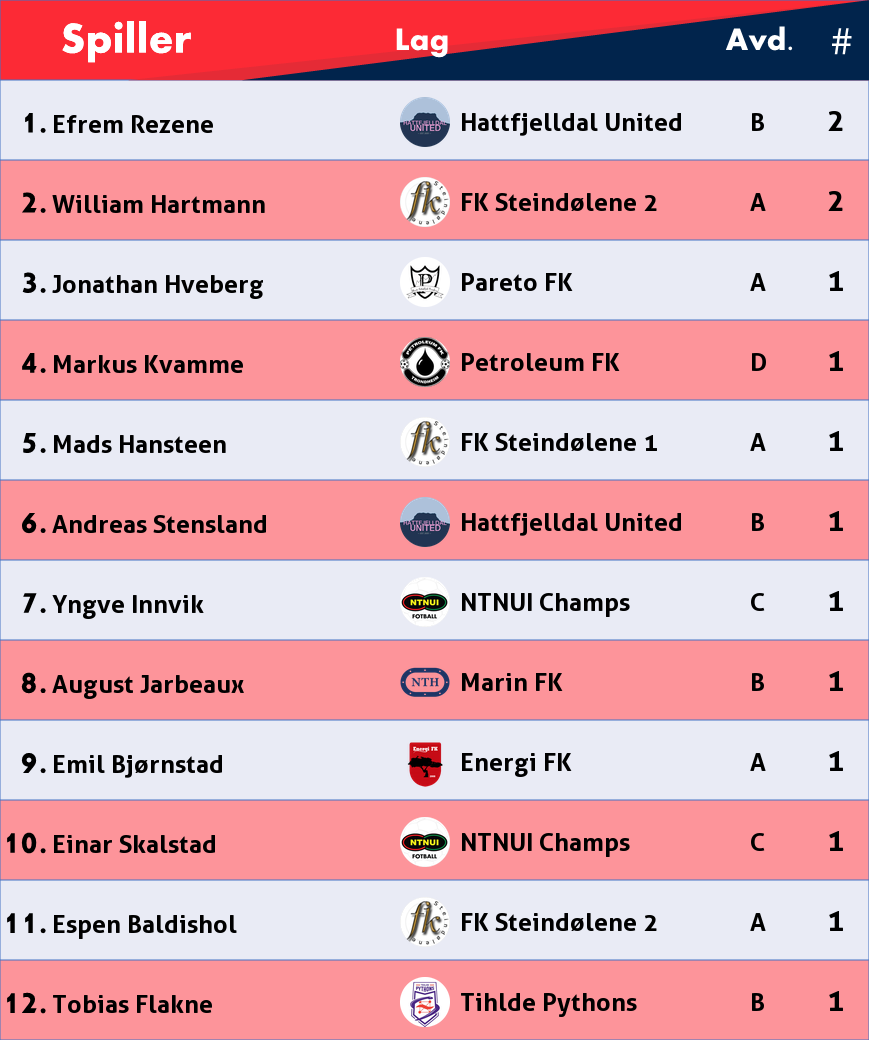 Spiller Lag Avd. #
1. Efrem Rezene HATTFJELLDAL UNITED Hattfjelldal United B 2
2. William Hartmann fk Steindølene FK Steindølene 2 A 2
3. Jonathan Hveberg P Pareto FK A 1
4. Markus Kvamme PETROLEUM FK TRONDHEIM Petroleum FK D 1
5. Mads Hansteen fk Steindølene FK Steindølene 1 A 1
6. Andreas Stensland HATTFJELLDAL UNITED Hattfjelldal United B 1
7. Yngve Innvik NTNUI FOTBALL NTNUI Champs C 1
8. August Jarbeaux NTH Marin FK B 1
9. Emil Bjørnstad Energi FK Energi FK A 1
10. Einar Skalstad NTNUI FOTBALL NTNUI Champs C 1
11. Espen Baldishol fk Steindølene FK Steindølene 2 A 1
12. Tobias Flakne PYTHONS Tihlde Pythons B 1